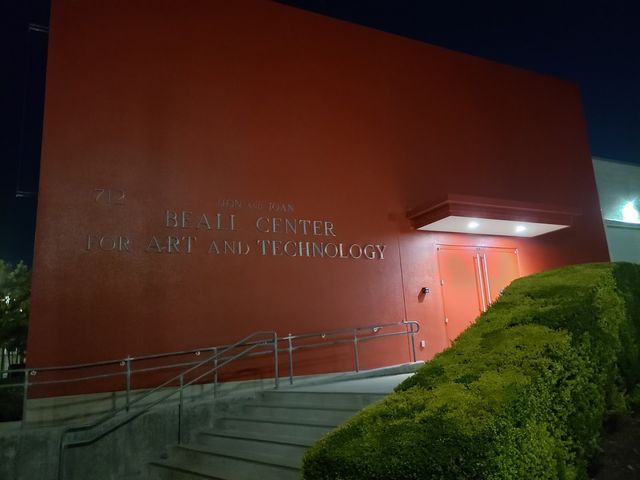 712
DON AND JOAN
BEALL CENTER
FOR ART AND TECHNOLOGY